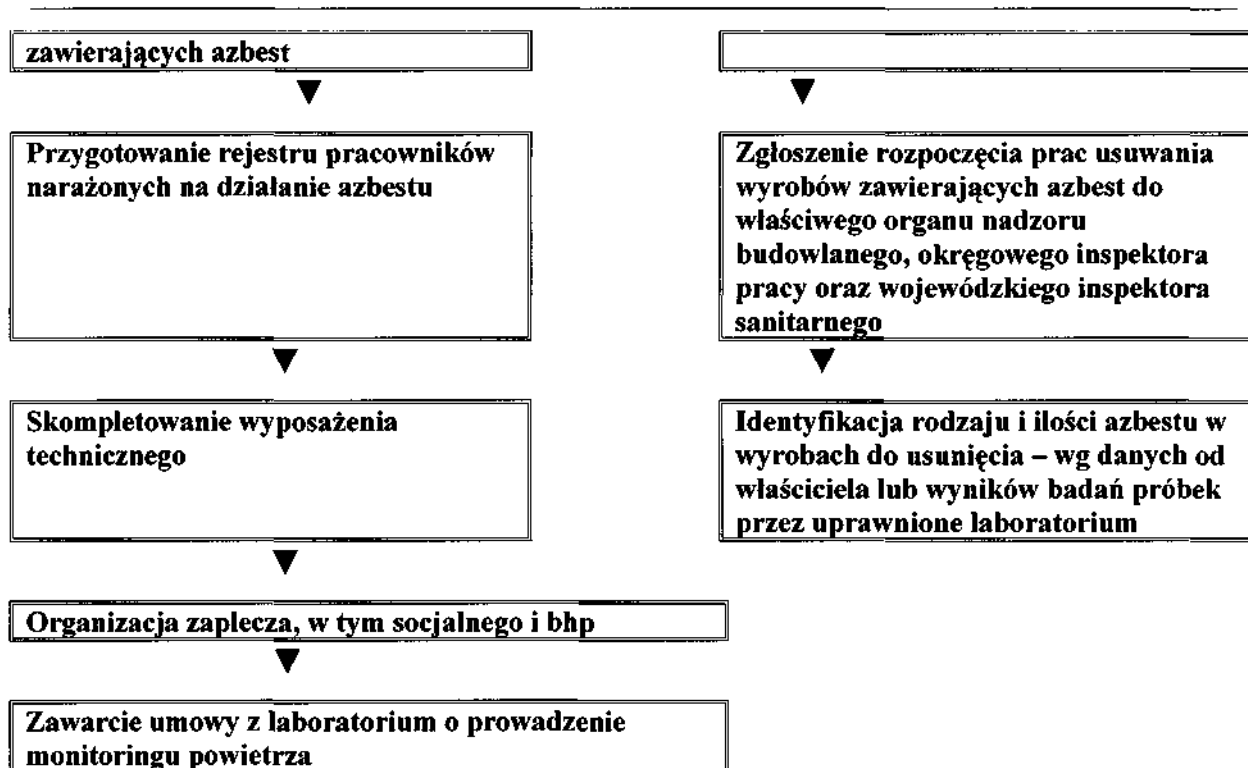 zawierających azbest
Przygotowanie rejestru pracowników
narażonych na działanie azbestu
Zgłoszenie rozpoczęcia prac usuwania
wyrobów zawierających azbest do
właściwego organu nadzoru
budowlanego, okręgowego inspektora
pracy oraz wojewódzkiego inspektora
sanitarnego
Skompletowanie wyposażenia
technicznego
Identyfikacja rodzaju i ilości azbestu w
wyrobach do usunięcia – wg danych od
właściciela lub wyników badań próbek
przez uprawnione laboratorium
Organizacja zaplecza, w tym socjalnego i bhp
Zawarcie umowy z laboratorium o prowadzenie
monitoringu powietrza